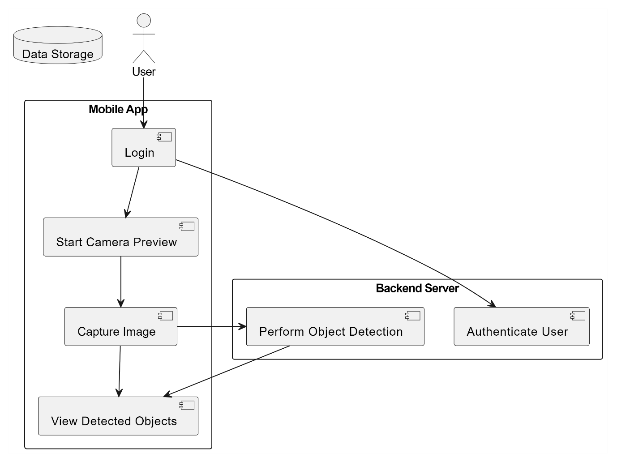 Data Storage
User
Mobile App
Login
Start Camera Preview
Backend Server
Capture Image
Perform Object Detection
Authenticate User
View Detected Objects